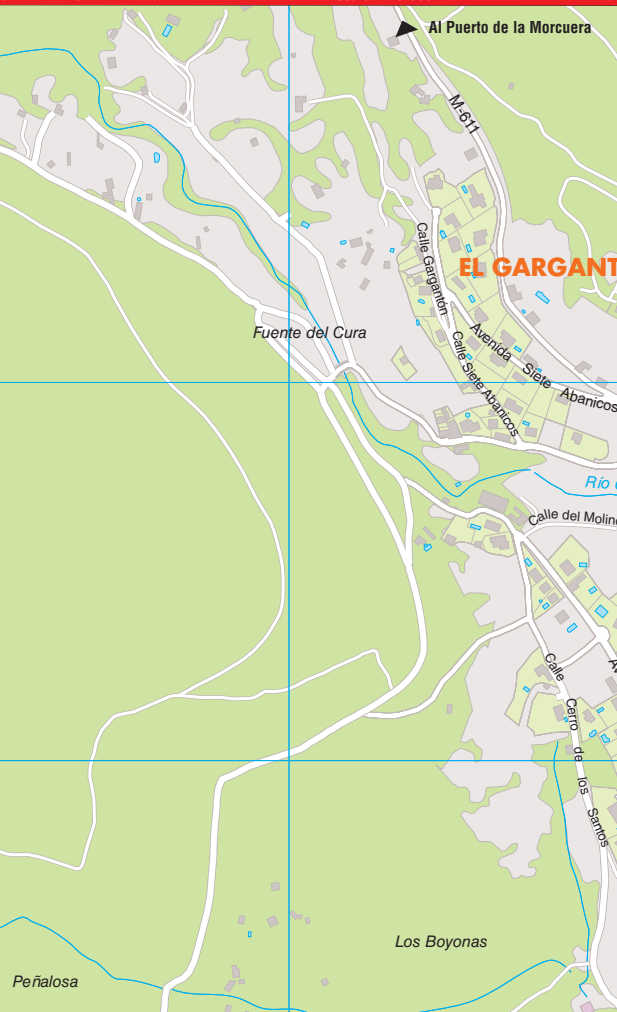 Al Puerto de la Morcuera
M-611
Calle Gargantón
EL GARGANT
Avenida Siete Abanicos
Calle Siete Abanicos
Fuente del Cura
Río
Calle del Molino
Calle Cerro de los Santos
Los Boyonas
Peñalosa